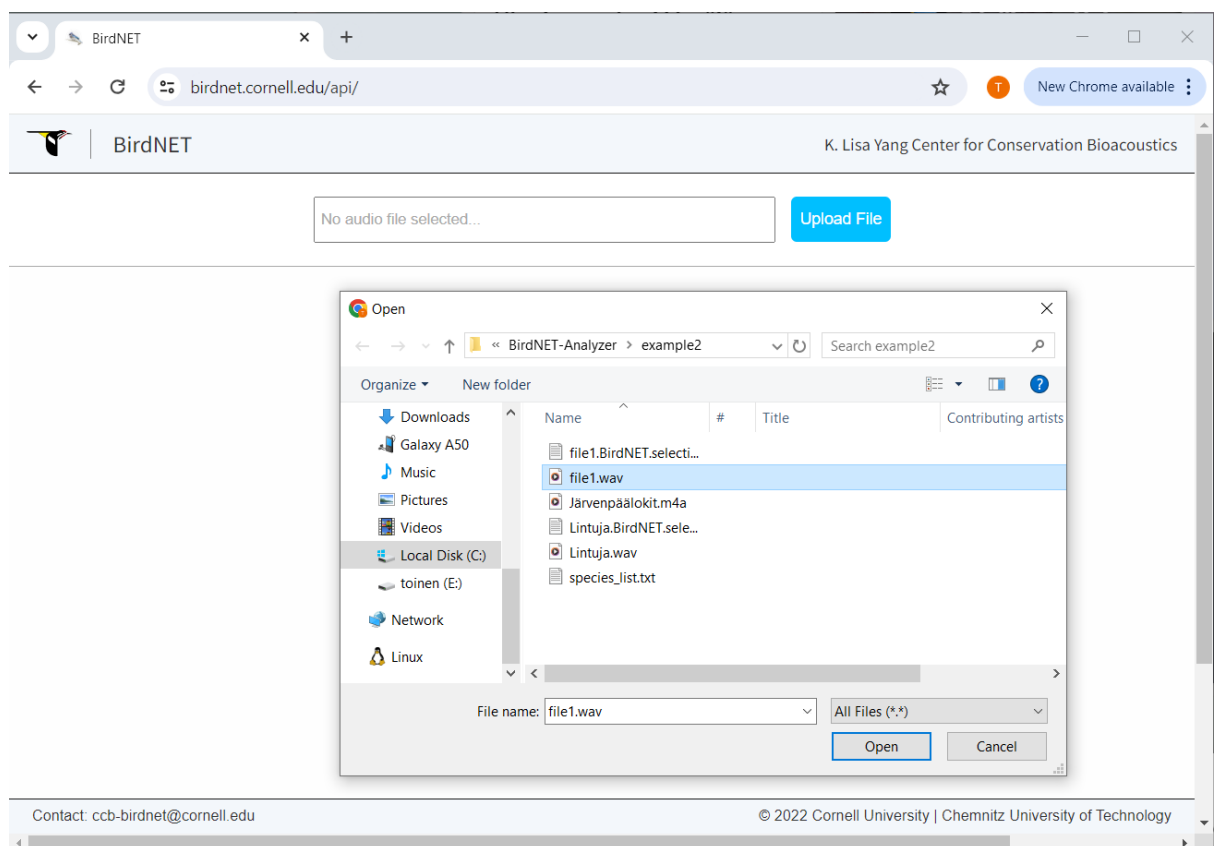 BirdNET
birdnet.cornell.edu/api/
T
New Chrome available
BirdNET
K. Lisa Yang Center for Conservation Bioacoustics
No audio file selected...
Upload File
Open
« BirdNET-Analyzer > example2
Search example2
Organize
New folder
Downloads
Galaxy A50
Music
Pictures
Videos
Local Disk (C:)
toinen (E:)
Network
Linux
Name # Title Contributing artists
file1.BirdNET.selecti...
file1.wav
Järvenpäälokit.m4a
Lintuja.BirdNET.sele...
Lintuja.wav
species_list.txt
File name: file1.wav
All Files (*.*)
Open Cancel
Contact: ccb-birdnet@cornell.edu
© 2022 Cornell University | Chemnitz University of Technology